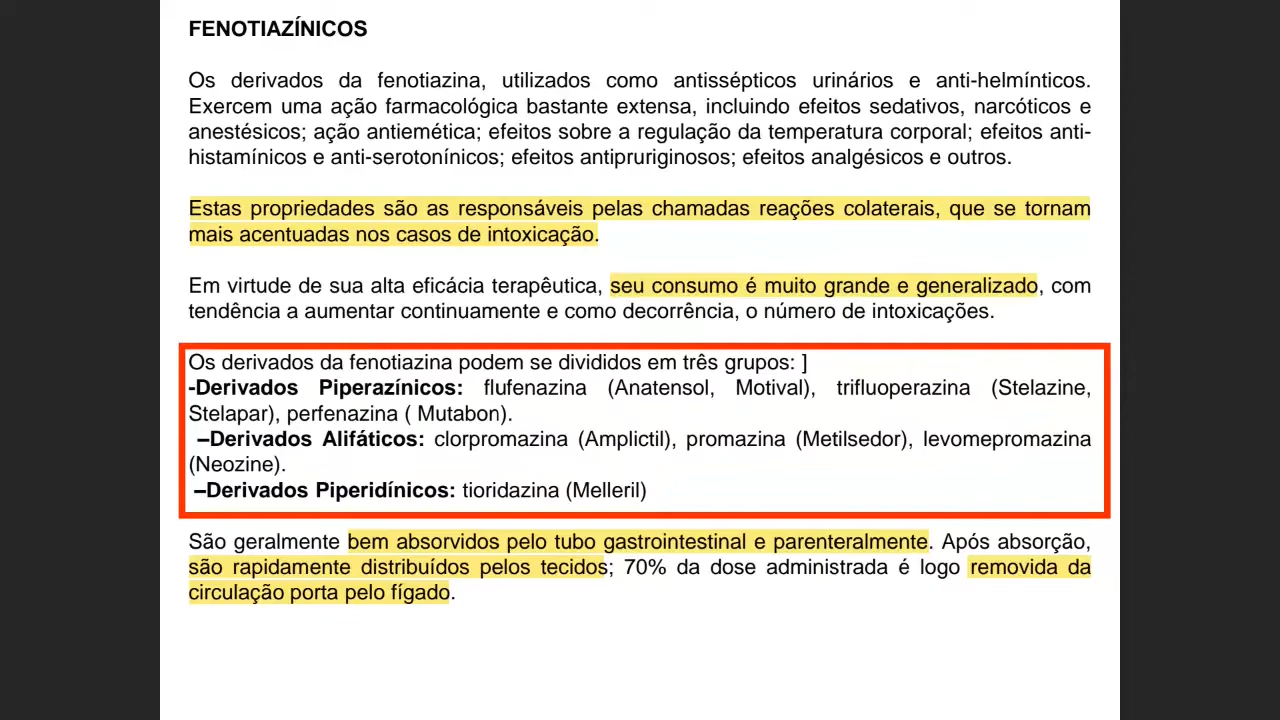 FENOTIAZÍNICOS
Os derivados da fenotiazina, utilizados como antissépticos urinários e anti-helmínticos.
Exercem uma ação farmacológica bastante extensa, incluindo efeitos sedativos, narcóticos e
anestésicos; ação antiemética; efeitos sobre a regulação da temperatura corporal; efeitos anti-
histamínicos e anti-serotonínicos; efeitos antipruriginosos; efeitos analgésicos e outros.
Estas propriedades são as responsáveis pelas chamadas reações colaterais, que se tornam
mais acentuadas nos casos de intoxicação.
Em virtude de sua alta eficácia terapêutica, seu consumo é muito grande e generalizado, com
tendência a aumentar continuamente e como decorrência, o número de intoxicações.
Os derivados da fenotiazina podem se divididos em três grupos: ]
-Derivados Piperazínicos: flufenazina (Anatensol, Motival), trifluoperazina (Stelazine,
Stelapar), perfenazina ( Mutabon).
–Derivados Alifáticos: clorpromazina (Amplictil), promazina (Metilsedor), levomepromazina
(Neozine).
–Derivados Piperidínicos: tioridazina (Melleril)
São geralmente bem absorvidos pelo tubo gastrointestinal e parenteralmente. Após absorção,
são rapidamente distribuídos pelos tecidos; 70% da dose administrada é logo removida da
circulação porta pelo fígado.